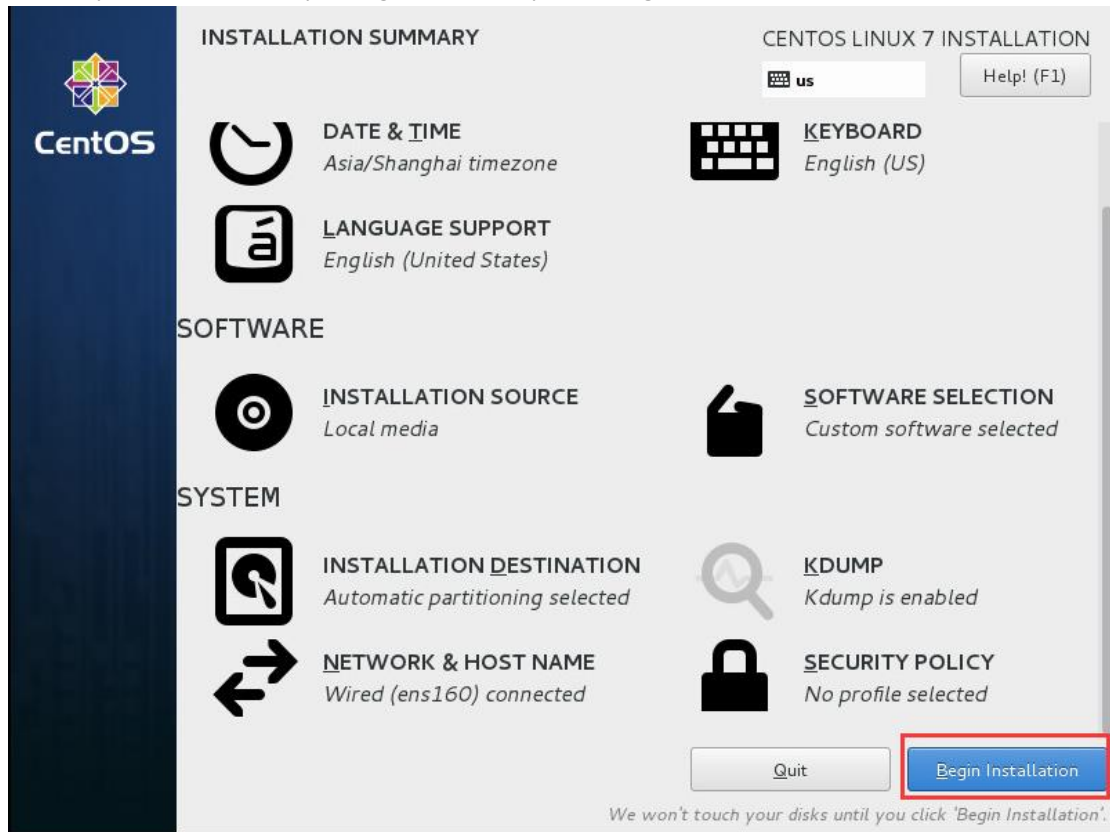 INSTALLATION SUMMARY
CENTOS LINUX 7 INSTALLATION
us
Help! (F1)
CentOS
DATE & TIME
Asia/Shanghai timezone
KEYBOARD
English (US)
á
LANGUAGE SUPPORT
English (United States)
SOFTWARE
INSTALLATION SOURCE
Local media
SOFTWARE SELECTION
Custom software selected
SYSTEM
INSTALLATION DESTINATION
Automatic partitioning selected
KDUMP
Kdump is enabled
NETWORK & HOST NAME
Wired (ens160) connected
SECURITY POLICY
No profile selected
Quit
Begin Installation
We won't touch your disks until you click 'Begin Installation'.